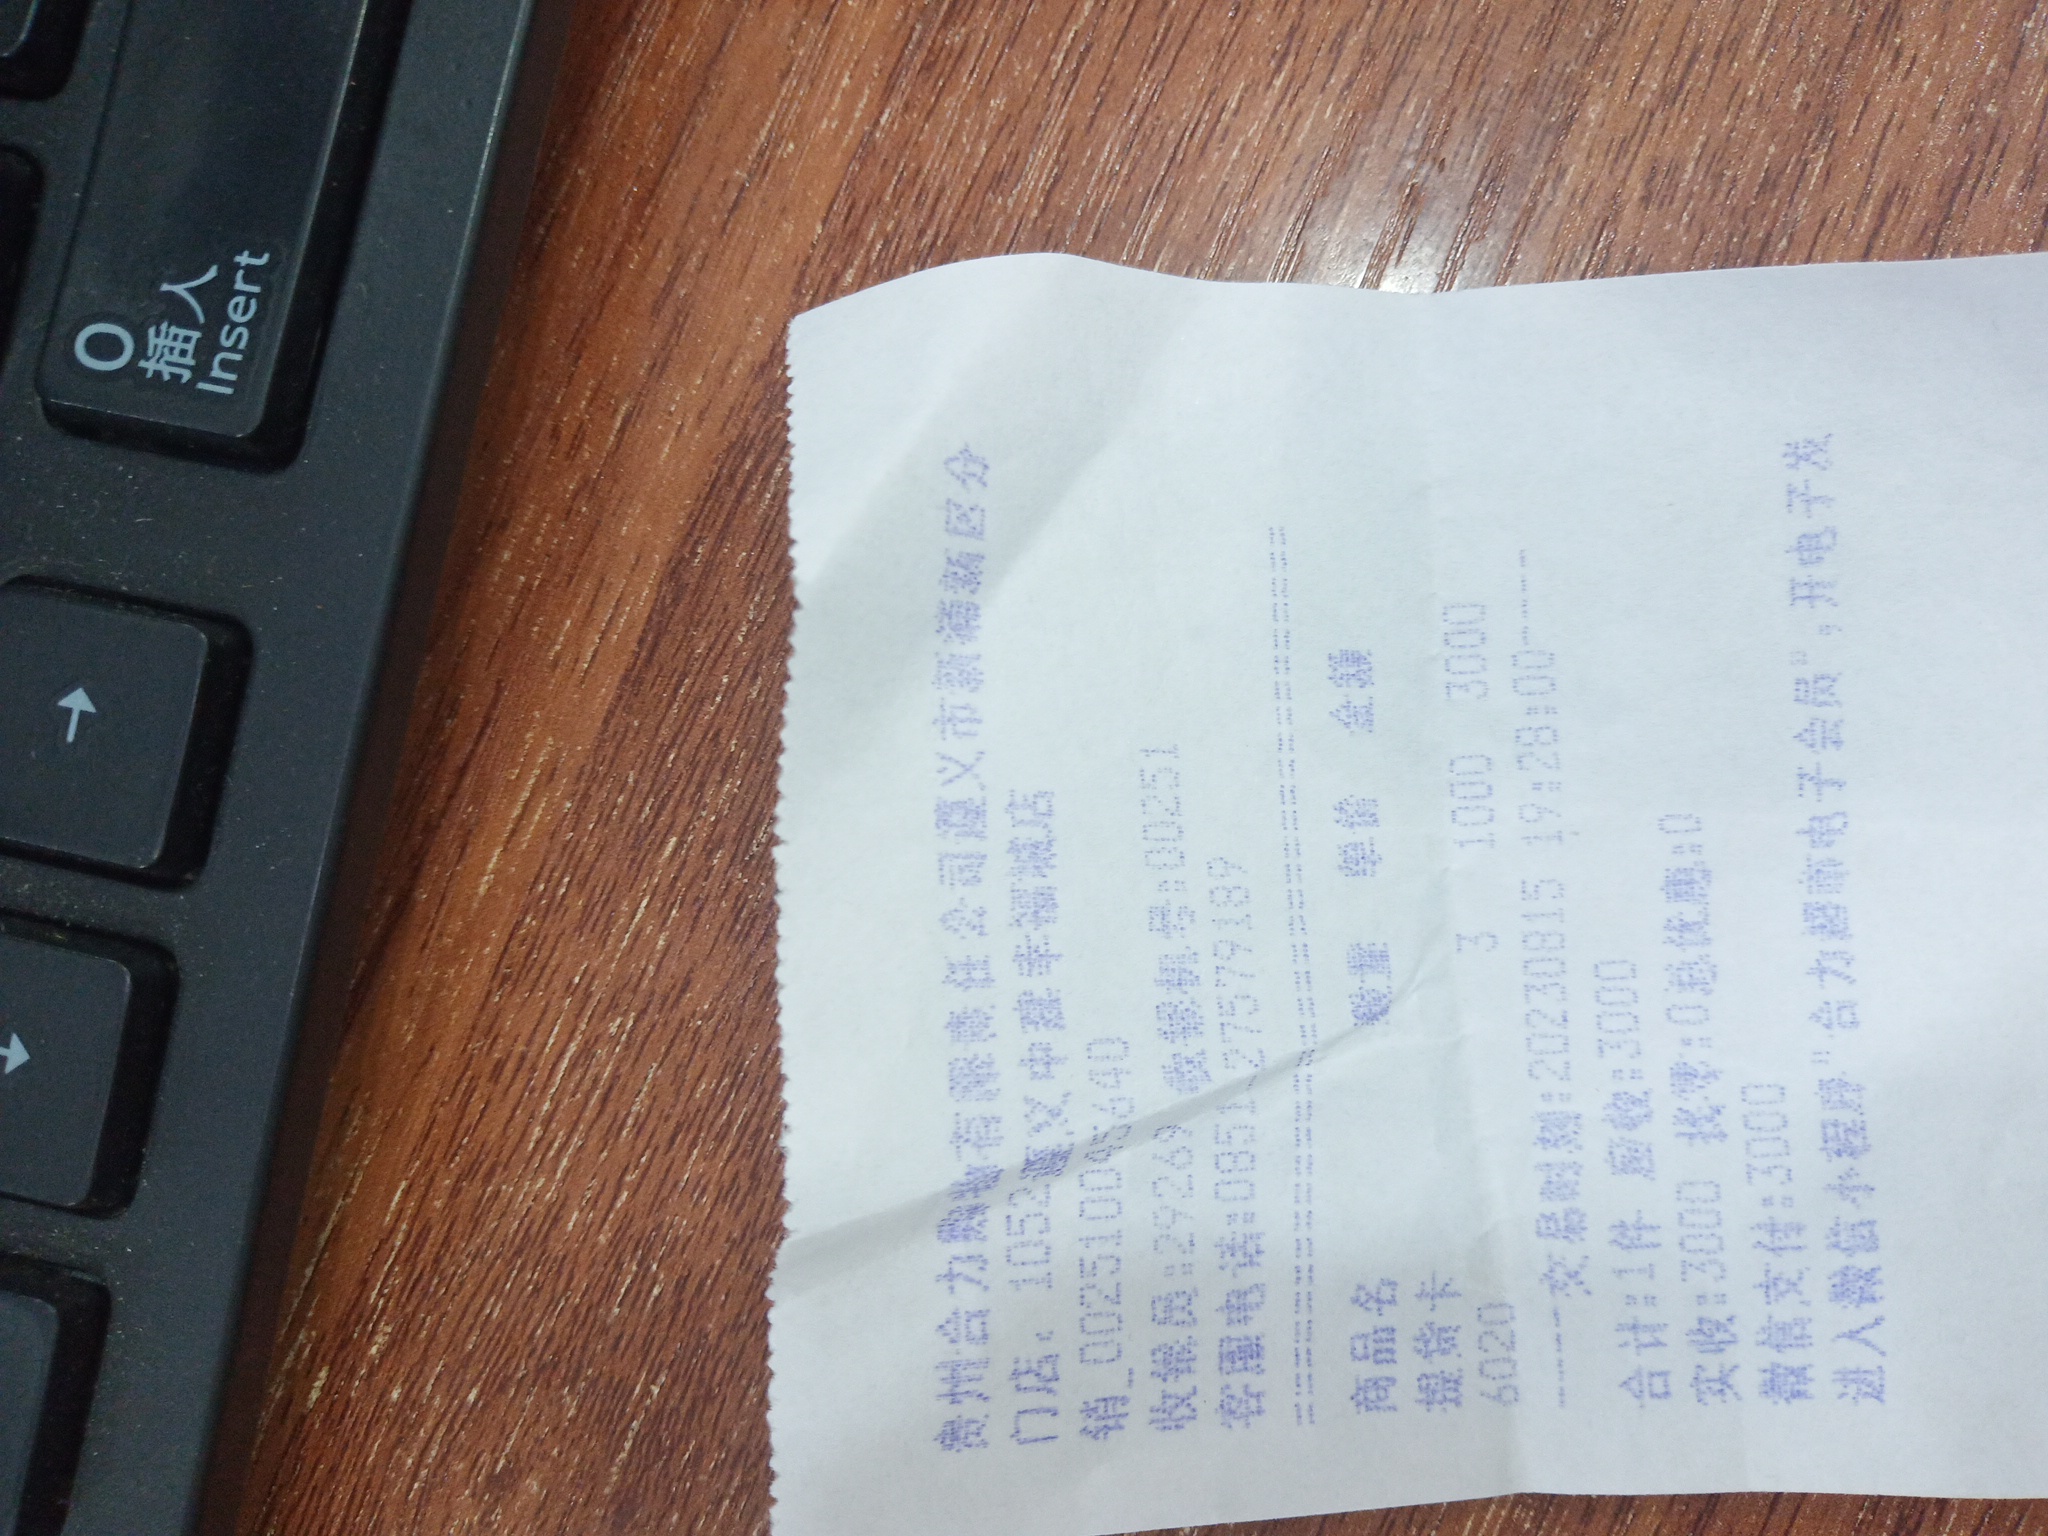 0
插入
Insert
贵州合力购物有限责任公司遵义市新蒲新区分
门店: 1052遵义中建幸福城店
销_002510045640
收银员:29269 收银机号:00251
客服电话:0851-27579189
================================
商品名 数量 单价 金额
提货卡
6020 3 1000 3000
------交易时刻:20230815 19:28:00-----
合计:1件 应收:3000
实收:3000 找零:0总优惠:0
微信支付:3000
进入微信小程序"合力超市电子会员",开电子发